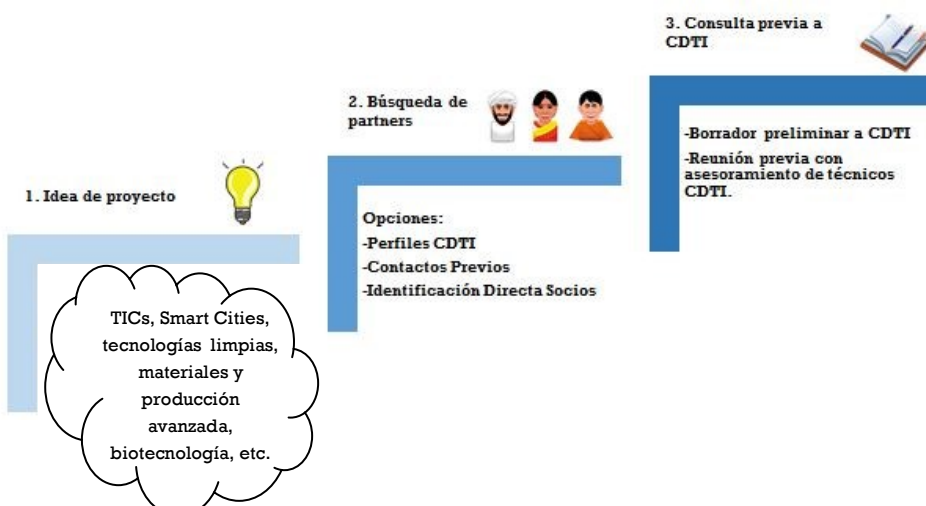 1. Idea de proyecto
TICs, Smart Cities,
tecnologías limpias,
materiales y
producción
avanzada,
biotecnología, etc.
2. Búsqueda de
partners
Opciones:
-Perfiles CDTI
-Contactos Previos
-Identificación Directa Socios
3. Consulta previa a
CDTI
-Borrador preliminar a CDTI
-Reunión previa con
asesoramiento de técnicos
CDTI.